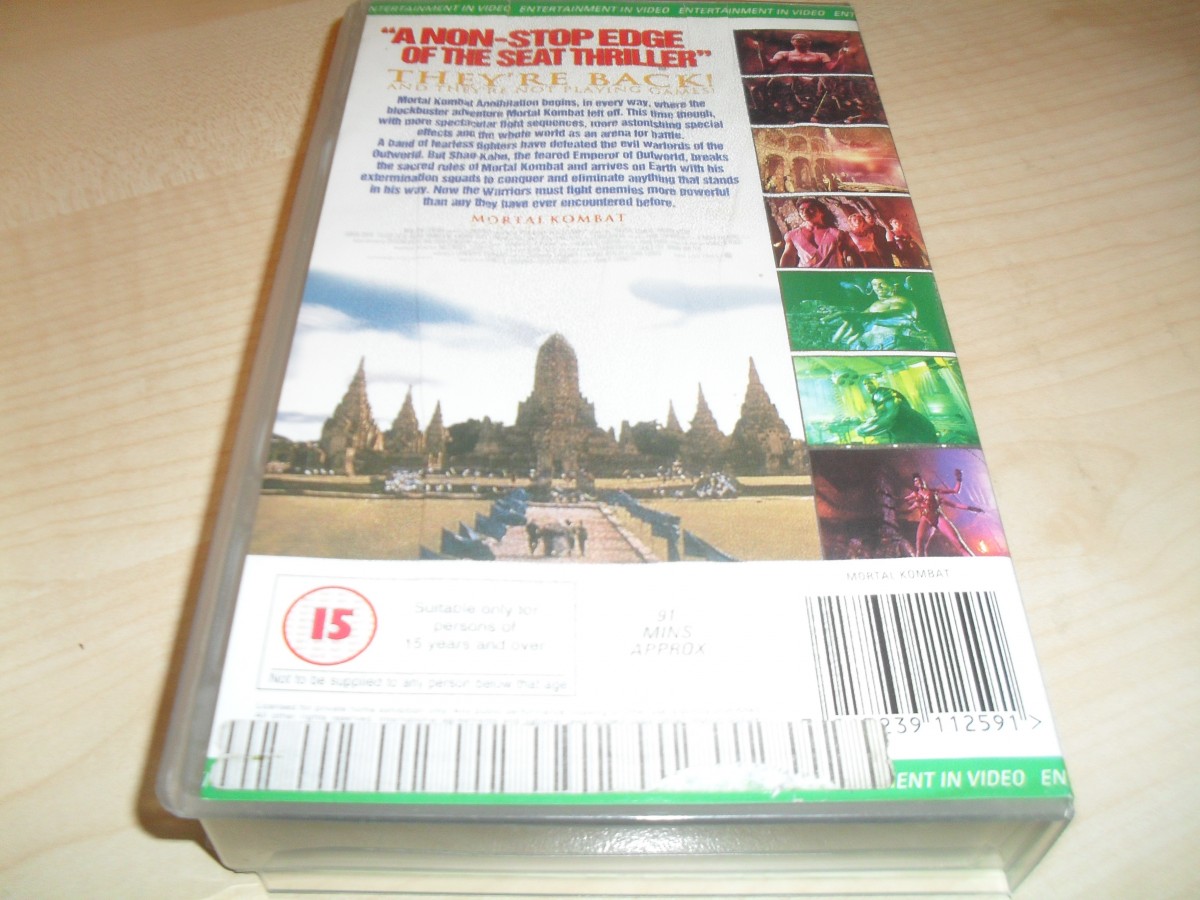 ENTERTAINMENT IN VIDEO ENTERTAINMENT IN VIDEO ENTERTAINMENT IN VIDEO ENT
"A NON-STOP EDGE
OF THE SEAT THRILLER"
THEY'RE BACK!
AND THEY'RE NOT PLAYING GAMES!
Mortal Kombat Annihilation begins, in every way, where the
blockbuster adventure Mortal Kombat left off. This time though,
with more spectacular fight sequences, more astonishing special
effects and the whole world as an arena for battle.
A band of fearless fighters have defeated the evil warlords of the
Outworld. But Shao Kahn, the feared Emperor of Outworld, breaks
the sacred rules of Mortal Kombat and arrives on Earth with his
extermination squads to conquer and eliminate anything that stands
in his way. Now the Warriors must fight enemies more powerful
than any they have ever encountered before.
MORTAL KOMBAT
MORTAL KOMBAT
15
Suitable only for
persons of
15 years and over
Not to be supplied to any person below that age
91
MINS
APPROX
239 112591 >
ENT IN VIDEO EN